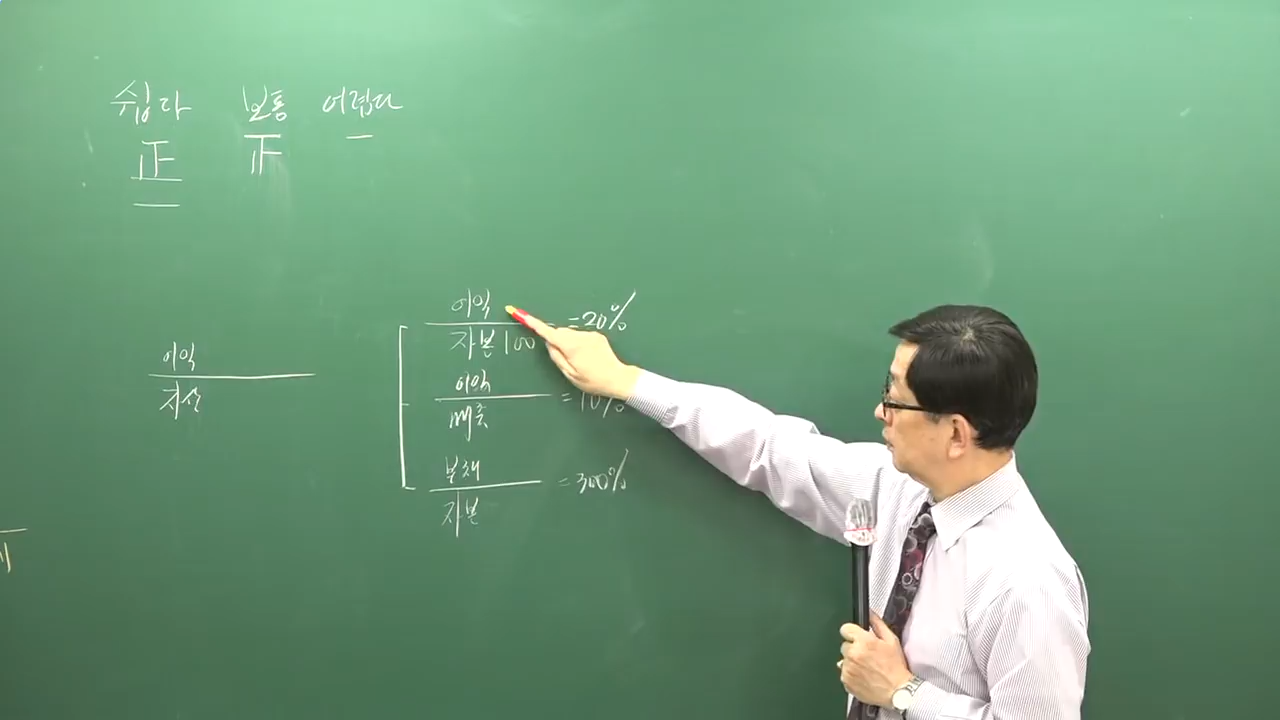 쉽다 보통 어렵다
正 正 一
一
이익
자산
이익 = 20%
자본 100
이익 = 10%
매출
부채 = 300%
자본